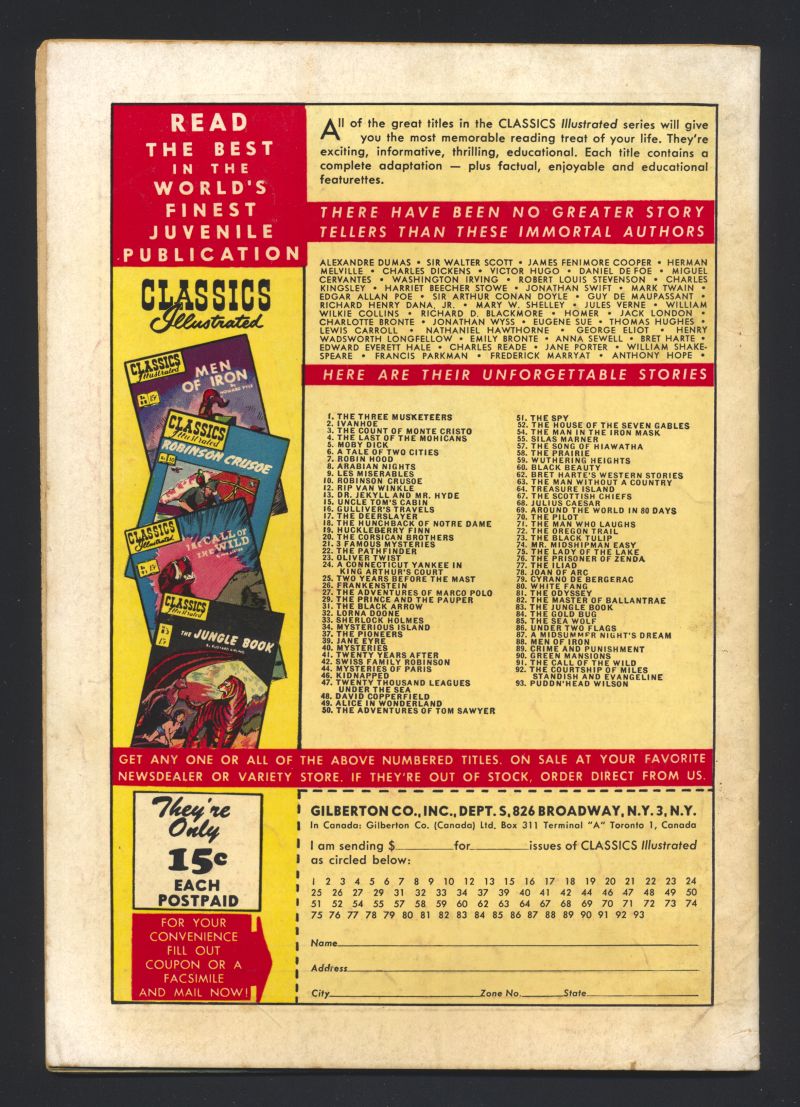 READ
THE BEST
IN THE
WORLD'S
FINEST
JUVENILE
PUBLICATION
CLASSICS
Illustrated
CLASSICS
Illustrated
MEN
OF IRON
By
HOWARD PYLE
No
88
15¢
CLASSICS
Illustrated
ROBINSON CRUSOE
No 10
CLASSICS
Illustrated
THE CALL OF
THE WILD
No
91
15¢
CLASSICS
Illustrated
THE JUNGLE BOOK
No
83
15¢
All of the great titles in the CLASSICS Illustrated series will give
you the most memorable reading treat of your life. They're
exciting, informative, thrilling, educational. Each title contains a
complete adaptation — plus factual, enjoyable and educational
featurettes.
THERE HAVE BEEN NO GREATER STORY
TELLERS THAN THESE IMMORTAL AUTHORS
ALEXANDRE DUMAS • SIR WALTER SCOTT • JAMES FENIMORE COOPER • HERMAN
MELVILLE • CHARLES DICKENS • VICTOR HUGO • DANIEL DE FOE • MIGUEL
CERVANTES • WASHINGTON IRVING • ROBERT LOUIS STEVENSON • CHARLES
KINGSLEY • HARRIET BEECHER STOWE • JONATHAN SWIFT • MARK TWAIN •
EDGAR ALLAN POE • SIR ARTHUR CONAN DOYLE • GUY DE MAUPASSANT •
RICHARD HENRY DANA, JR. • MARY W. SHELLEY • JULES VERNE • WILLIAM
WILKIE COLLINS • RICHARD D. BLACKMORE • HOMER • JACK LONDON •
CHARLOTTE BRONTE • JONATHAN WYSS • EUGENE SUE • THOMAS HUGHES •
LEWIS CARROLL • NATHANIEL HAWTHORNE • GEORGE ELIOT • HENRY
WADSWORTH LONGFELLOW • EMILY BRONTE • ANNA SEWELL • BRET HARTE •
EDWARD EVERETT HALE • CHARLES READE • JANE PORTER • WILLIAM SHAKE-
SPEARE • FRANCIS PARKMAN • FREDERICK MARRYAT • ANTHONY HOPE •
HERE ARE THEIR UNFORGETTABLE STORIES
1. THE THREE MUSKETEERS
2. IVANHOE
3. THE COUNT OF MONTE CRISTO
4. THE LAST OF THE MOHICANS
5. MOBY DICK
6. A TALE OF TWO CITIES
7. ROBIN HOOD
8. ARABIAN NIGHTS
9. LES MISERABLES
10. ROBINSON CRUSOE
12. RIP VAN WINKLE
13. DR. JEKYLL AND MR. HYDE
15. UNCLE TOM'S CABIN
16. GULLIVER'S TRAVELS
17. THE DEERSLAYER
18. THE HUNCHBACK OF NOTRE DAME
19. HUCKLEBERRY FINN
20. THE CORSICAN BROTHERS
21. 3 FAMOUS MYSTERIES
22. THE PATHFINDER
23. OLIVER TWIST
24. A CONNECTICUT YANKEE IN
KING ARTHUR'S COURT
25. TWO YEARS BEFORE THE MAST
26. FRANKENSTEIN
27. THE ADVENTURES OF MARCO POLO
29. THE PRINCE AND THE PAUPER
31. THE BLACK ARROW
32. LORNA DOONE
33. SHERLOCK HOLMES
34. MYSTERIOUS ISLAND
37. THE PIONEERS
39. JANE EYRE
40. MYSTERIES
41. TWENTY YEARS AFTER
42. SWISS FAMILY ROBINSON
44. MYSTERIES OF PARIS
46. KIDNAPPED
47. TWENTY THOUSAND LEAGUES
UNDER THE SEA
48. DAVID COPPERFIELD
49. ALICE IN WONDERLAND
50. THE ADVENTURES OF TOM SAWYER
51. THE SPY
52. THE HOUSE OF THE SEVEN GABLES
54. THE MAN IN THE IRON MASK
55. SILAS MARNER
57. THE SONG OF HIAWATHA
58. THE PRAIRIE
59. WUTHERING HEIGHTS
60. BLACK BEAUTY
62. BRET HARTE'S WESTERN STORIES
63. THE MAN WITHOUT A COUNTRY
64. TREASURE ISLAND
67. THE SCOTTISH CHIEFS
68. JULIUS CAESAR
69. AROUND THE WORLD IN 80 DAYS
70. THE PILOT
71. THE MAN WHO LAUGHS
72. THE OREGON TRAIL
73. THE BLACK TULIP
74. MR. MIDSHIPMAN EASY
75. THE LADY OF THE LAKE
76. THE PRISONER OF ZENDA
77. THE ILIAD
78. JOAN OF ARC
79. CYRANO DE BERGERAC
80. WHITE FANG
81. THE ODYSSEY
82. THE MASTER OF BALLANTRAE
83. THE JUNGLE BOOK
84. THE GOLD BUG
85. THE SEA WOLF
86. UNDER TWO FLAGS
87. A MIDSUMMER NIGHT'S DREAM
88. MEN OF IRON
89. CRIME AND PUNISHMENT
90. GREEN MANSIONS
91. THE CALL OF THE WILD
92. THE COURTSHIP OF MILES
STANDISH AND EVANGELINE
93. PUDDN'HEAD WILSON
GET ANY ONE OR ALL OF THE ABOVE NUMBERED TITLES. ON SALE AT YOUR FAVORITE
NEWSDEALER OR VARIETY STORE. IF THEY'RE OUT OF STOCK, ORDER DIRECT FROM US.
They're
Only
15¢
EACH
POSTPAID
FOR YOUR
CONVENIENCE
FILL OUT
COUPON OR A
FACSIMILE
AND MAIL NOW!
GILBERTON CO., INC., DEPT. S, 826 BROADWAY, N.Y. 3, N.Y.
In Canada: Gilberton Co. (Canada) Ltd. Box 311 Terminal "A" Toronto 1, Canada
I am sending $ for issues of CLASSICS Illustrated
as circled below:
1 2 3 4 5 6 7 8 9 10 12 13 15 16 17 18 19 20 21 22 23 24
25 26 27 29 31 32 33 34 37 39 40 41 42 44 46 47 48 49 50
51 52 54 55 57 58 59 60 62 63 64 67 68 69 70 71 72 73 74
75 76 77 78 79 80 81 82 83 84 85 86 87 88 89 90 91 92 93
Name
Address
City Zone No. State